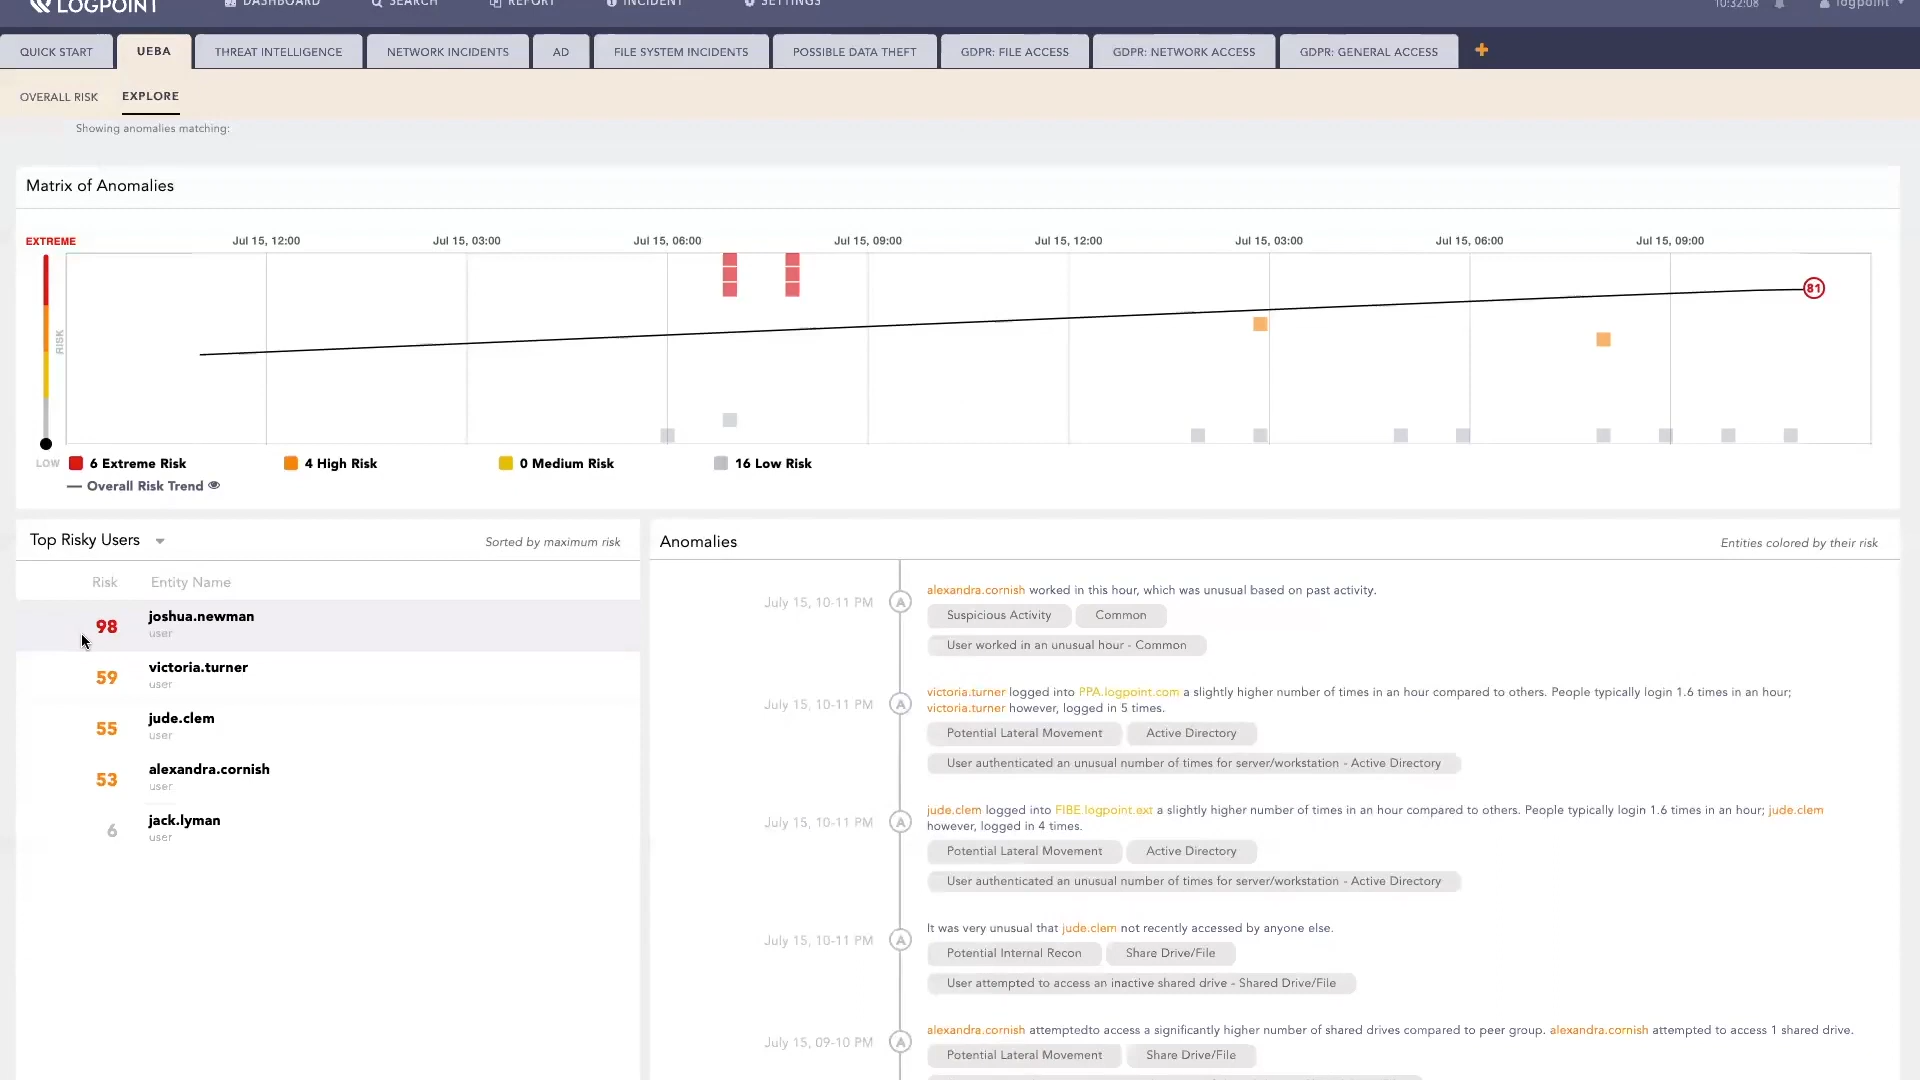 LOGPOINT
DASHBOARD SEARCH REPORT INCIDENT SETTINGS 10:32:08 logpoint
QUICK START UEBA THREAT INTELLIGENCE NETWORK INCIDENTS AD FILE SYSTEM INCIDENTS POSSIBLE DATA THEFT GDPR: FILE ACCESS GDPR: NETWORK ACCESS GDPR: GENERAL ACCESS +
OVERALL RISK EXPLORE
Showing anomalies matching:
Matrix of Anomalies
EXTREME Jul 15, 12:00 Jul 15, 03:00 Jul 15, 06:00 Jul 15, 09:00 Jul 15, 12:00 Jul 15, 03:00 Jul 15, 06:00 Jul 15, 09:00
81
RISK
LOW 6 Extreme Risk 4 High Risk 0 Medium Risk 16 Low Risk
Overall Risk Trend
Top Risky Users Sorted by maximum risk
Risk Entity Name
98 joshua.newman
user
59 victoria.turner
user
55 jude.clem
user
53 alexandra.cornish
user
6 jack.lyman
user
Anomalies Entities colored by their risk
July 15, 10-11 PM A alexandra.cornish worked in this hour, which was unusual based on past activity.
Suspicious Activity Common
User worked in an unusual hour - Common
July 15, 10-11 PM A victoria.turner logged into PPA.logpoint.com a slightly higher number of times in an hour compared to others. People typically login 1.6 times in an hour;
victoria.turner however, logged in 5 times.
Potential Lateral Movement Active Directory
User authenticated an unusual number of times for server/workstation - Active Directory
July 15, 10-11 PM A jude.clem logged into FIBE.logpoint.ext a slightly higher number of times in an hour compared to others. People typically login 1.6 times in an hour; jude.clem
however, logged in 4 times.
Potential Lateral Movement Active Directory
User authenticated an unusual number of times for server/workstation - Active Directory
July 15, 10-11 PM A It was very unusual that jude.clem not recently accessed by anyone else.
Potential Internal Recon Share Drive/File
User attempted to access an inactive shared drive - Shared Drive/File
July 15, 09-10 PM A alexandra.cornish attemptedto access a significantly higher number of shared drives compared to peer group. alexandra.cornish attempted to access 1 shared drive.
Potential Lateral Movement Share Drive/File